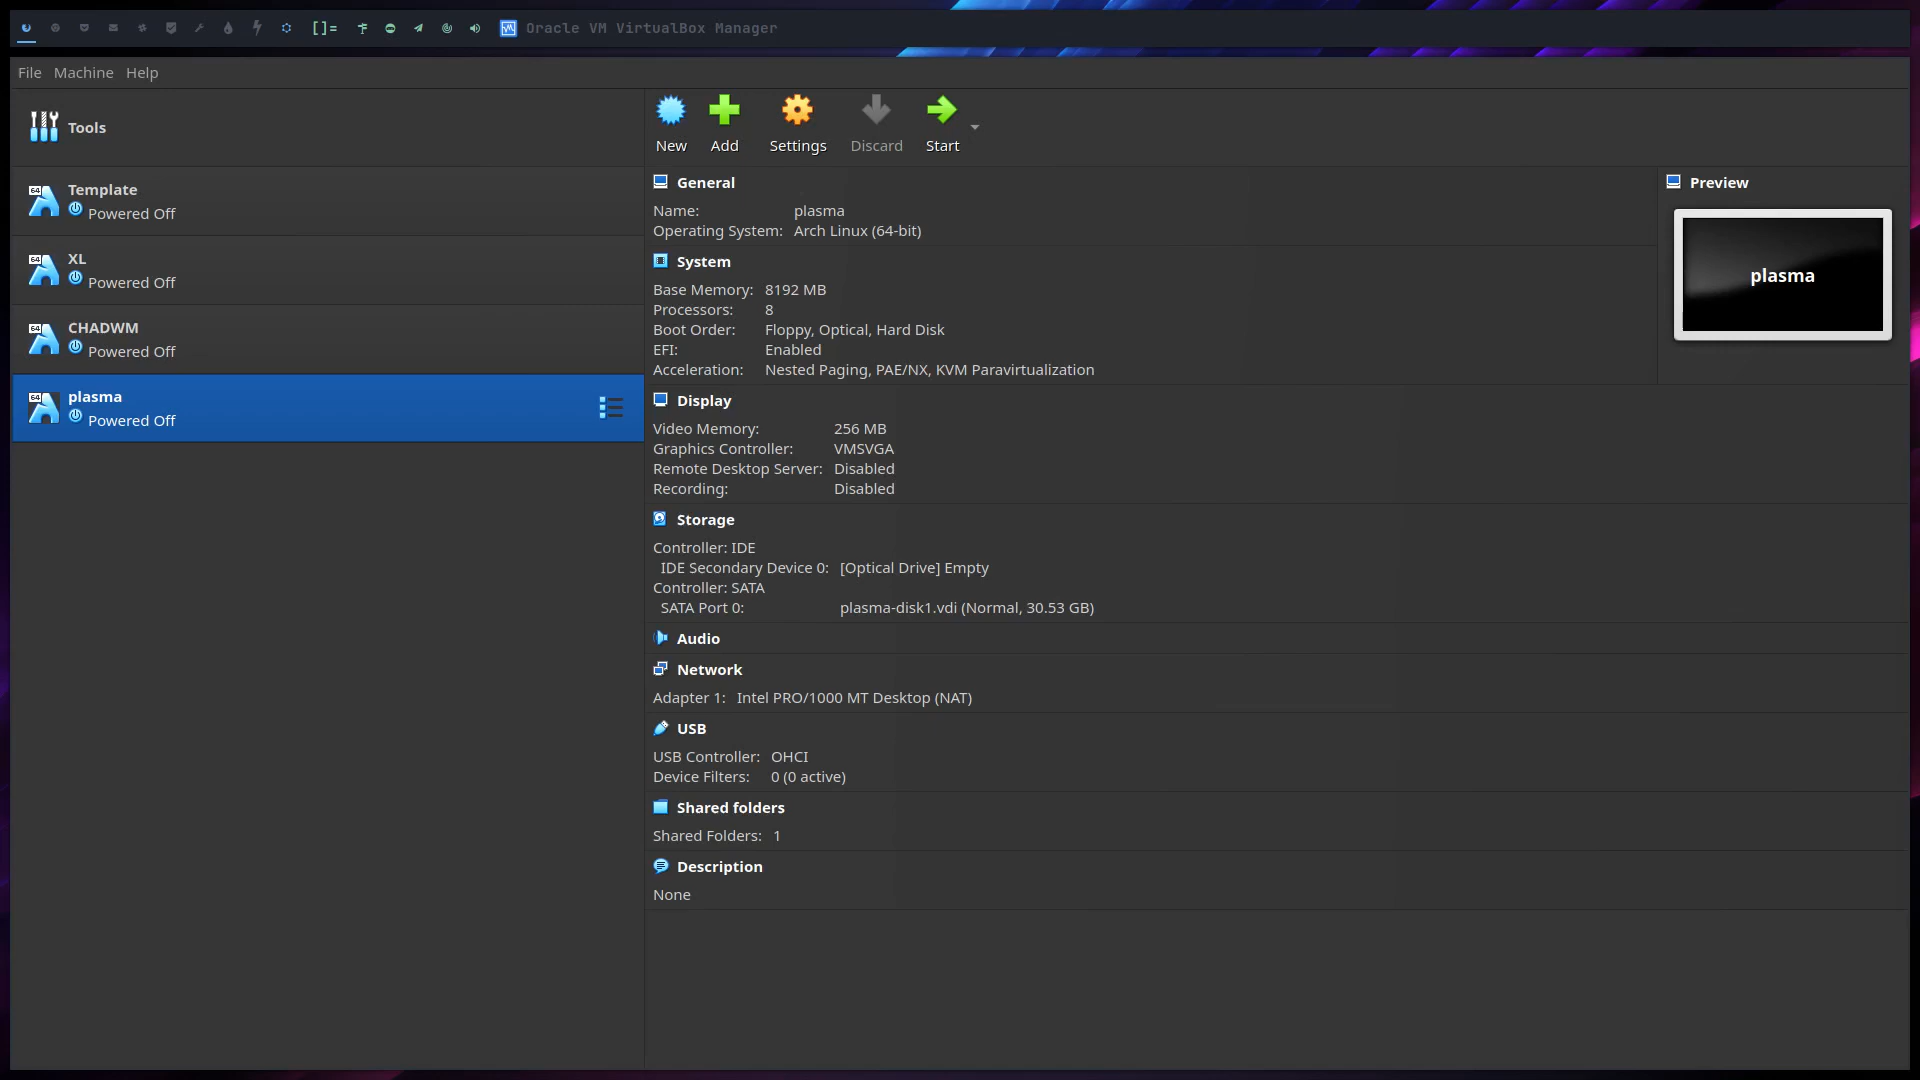 []=
Oracle VM VirtualBox Manager
File Machine Help
Tools
64
Template
Powered Off
64
XL
Powered Off
64
CHADWM
Powered Off
64
plasma
Powered Off
New Add Settings Discard Start
General
Name: plasma
Operating System: Arch Linux (64-bit)
System
Base Memory: 8192 MB
Processors: 8
Boot Order: Floppy, Optical, Hard Disk
EFI: Enabled
Acceleration: Nested Paging, PAE/NX, KVM Paravirtualization
Display
Video Memory: 256 MB
Graphics Controller: VMSVGA
Remote Desktop Server: Disabled
Recording: Disabled
Storage
Controller: IDE
IDE Secondary Device 0: [Optical Drive] Empty
Controller: SATA
SATA Port 0: plasma-disk1.vdi (Normal, 30.53 GB)
Audio
Network
Adapter 1: Intel PRO/1000 MT Desktop (NAT)
USB
USB Controller: OHCI
Device Filters: 0 (0 active)
Shared folders
Shared Folders: 1
Description
None
Preview
plasma